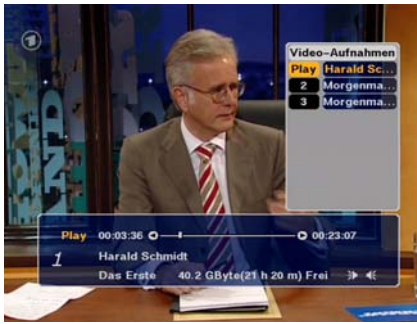 1
Video-Aufnahmen
Play Harald Sc...
2 Morgenma...
3 Morgenma...
Play 00:03:36 00:23:07
1 Harald Schmidt
Das Erste 40.2 GByte(21 h 20 m) Frei